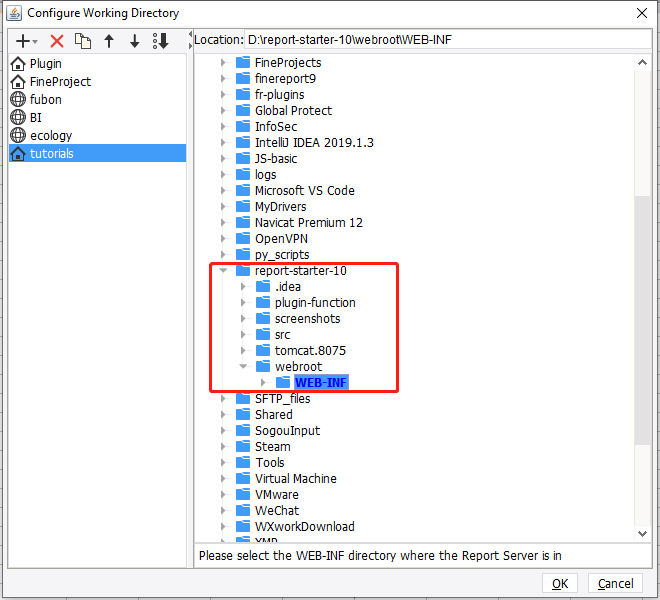 Configure Working Directory
Location: D:\report-starter-10\webroot\WEB-INF
Plugin
FineProject
fubon
BI
ecology
tutorials
FineProjects
finereport9
fr-plugins
Global Protect
InfoSec
IntelliJ IDEA 2019.1.3
JS-basic
logs
Microsoft VS Code
MyDrivers
Navicat Premium 12
OpenVPN
py_scripts
report-starter-10
.idea
plugin-function
screenshots
src
tomcat.8075
webroot
WEB-INF
SFTP_files
Shared
SogouInput
Steam
Tools
Virtual Machine
VMware
WeChat
WXworkDownload
Please select the WEB-INF directory where the Report Server is in
OK
Cancel